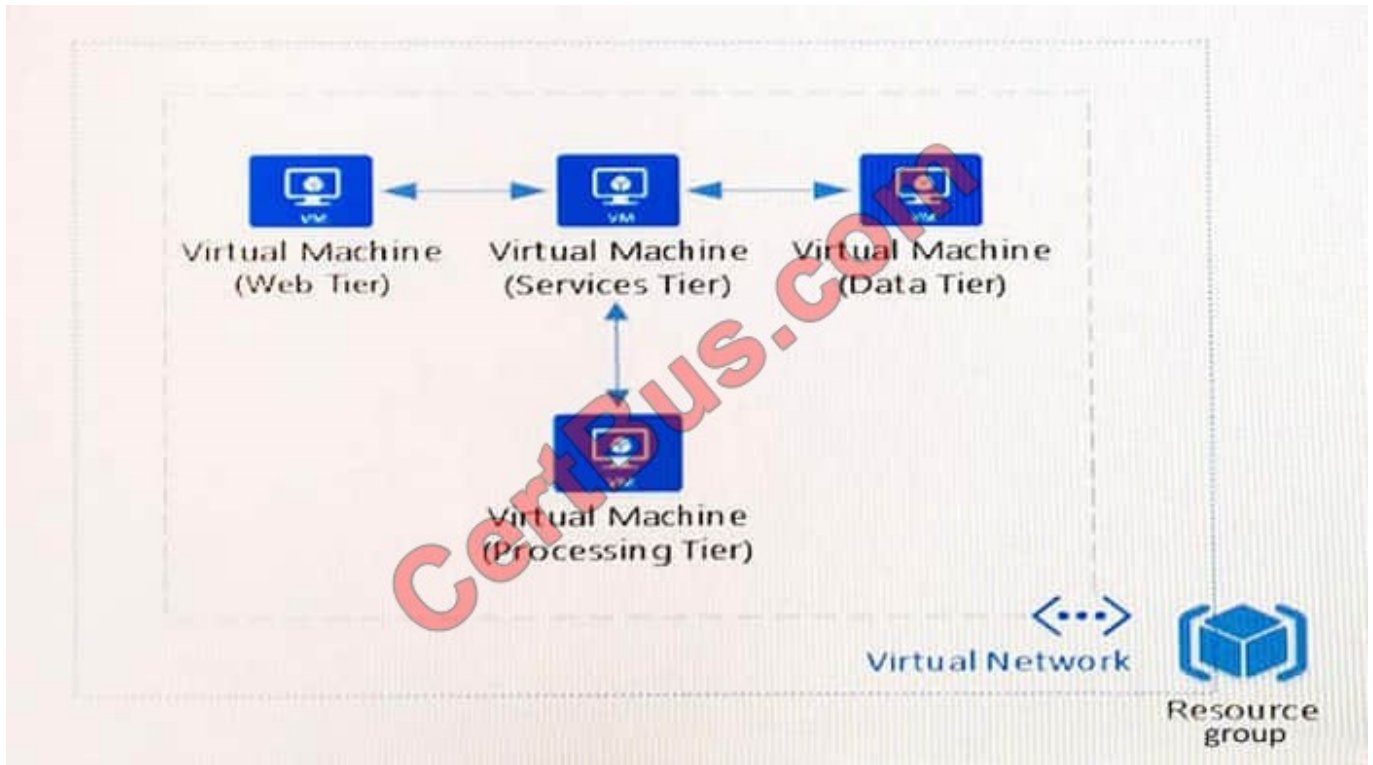 VM
VM
VM
Virtual Machine
(Web Tier)
Virtual Machine
(Services Tier)
Virtual Machine
(Data Tier)
VM
Virtual Machine
(Processing Tier)
CertBus.com
Virtual Network
Resource
group